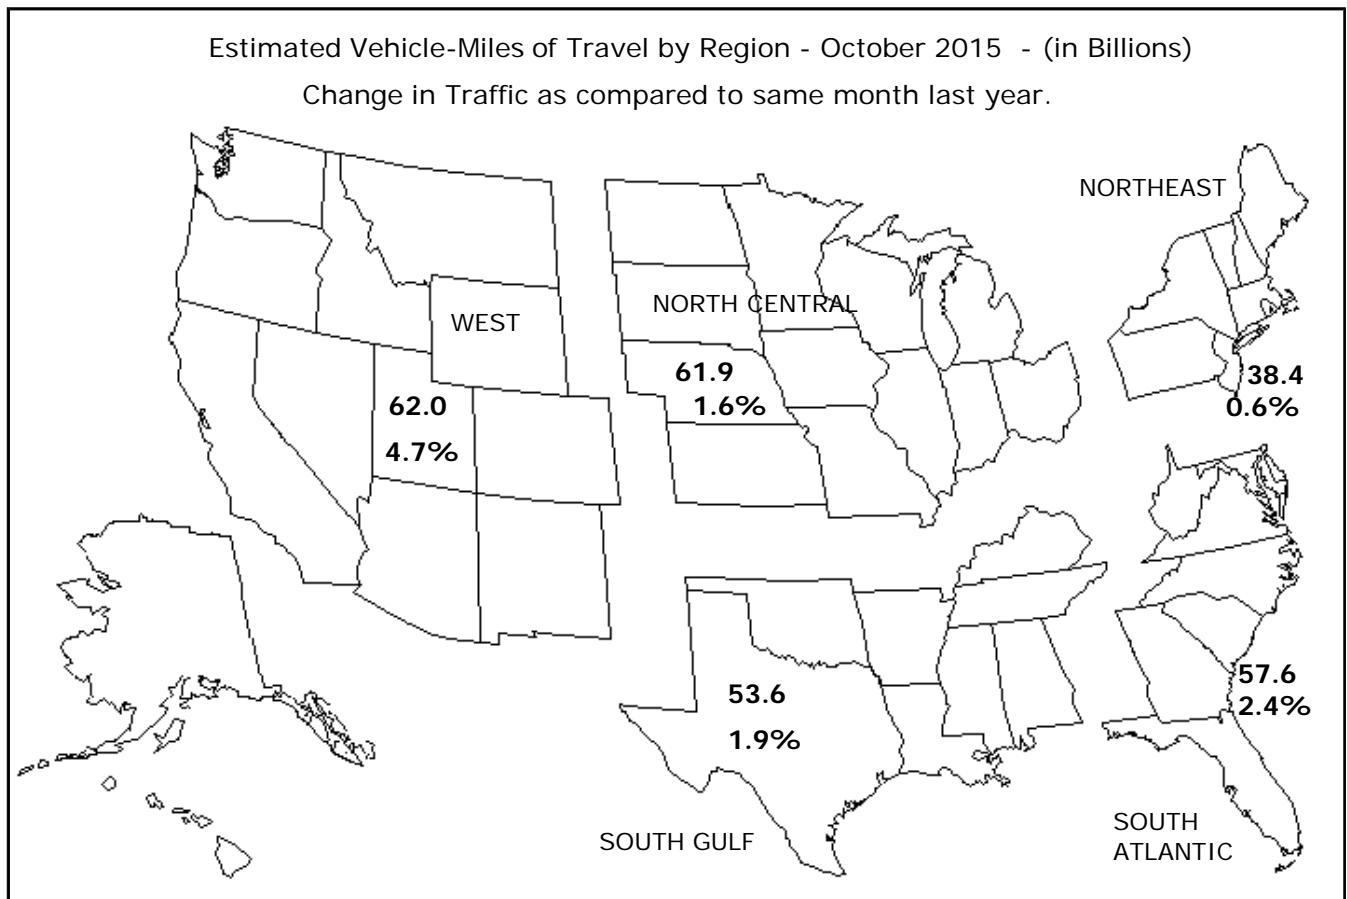 Estimated Vehicle-Miles of Travel by Region - October 2015 - (in Billions)
Change in Traffic as compared to same month last year.
NORTHEAST
38.4
0.6%
NORTH CENTRAL
61.9
1.6%
WEST
62.0
4.7%
57.6
2.4%
53.6
1.9%
SOUTH GULF
SOUTH
ATLANTIC